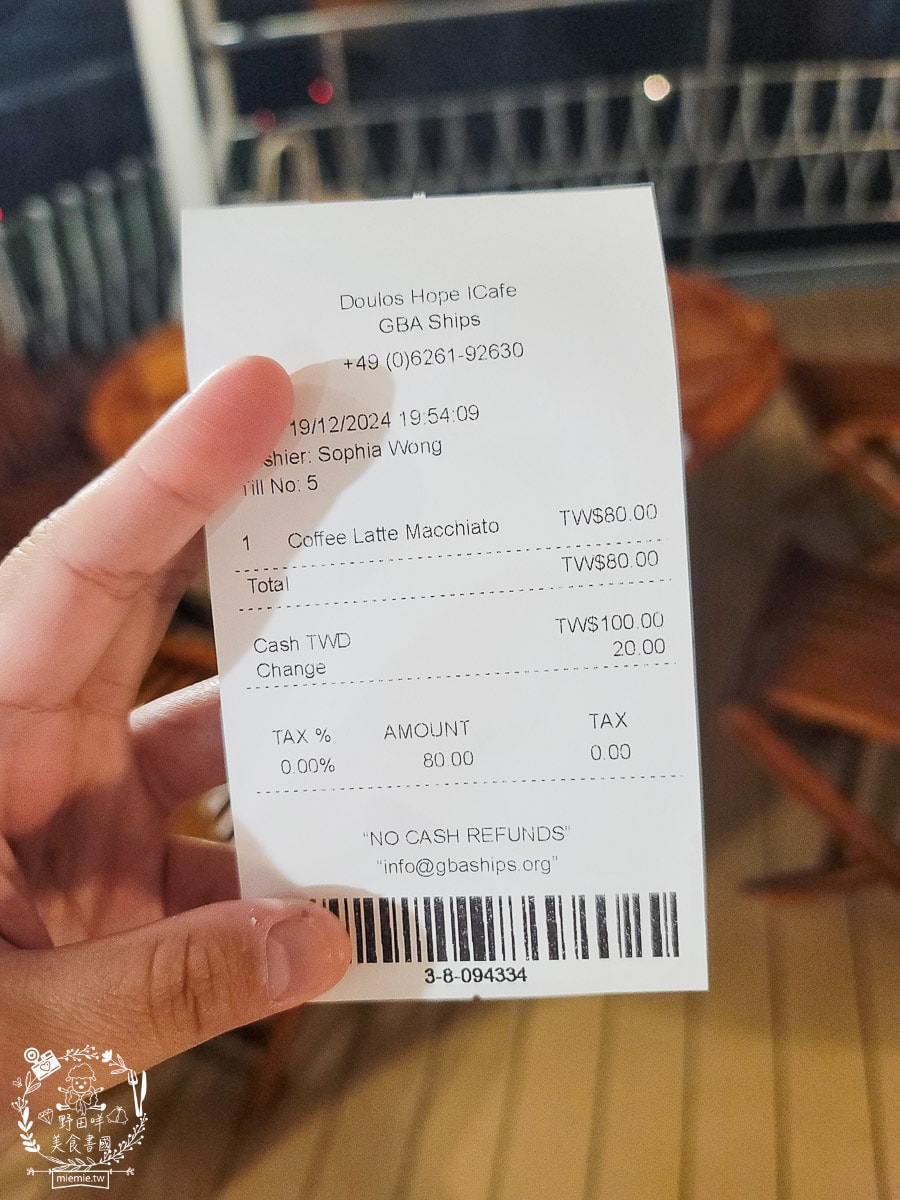 Doulos Hope ICafe
GBA Ships
+49 (0)6261-92630
19/12/2024 19:54:09
shier: Sophia Wong
Till No: 5
1 Coffee Latte Macchiato TW$80.00
Total TW$80.00
Cash TWD TW$100.00
Change 20.00
TAX % AMOUNT TAX
0.00% 80.00 0.00
"NO CASH REFUNDS"
"info@gbaships.org"
3-8-094334
野田咩
美食書國
miemie.tw